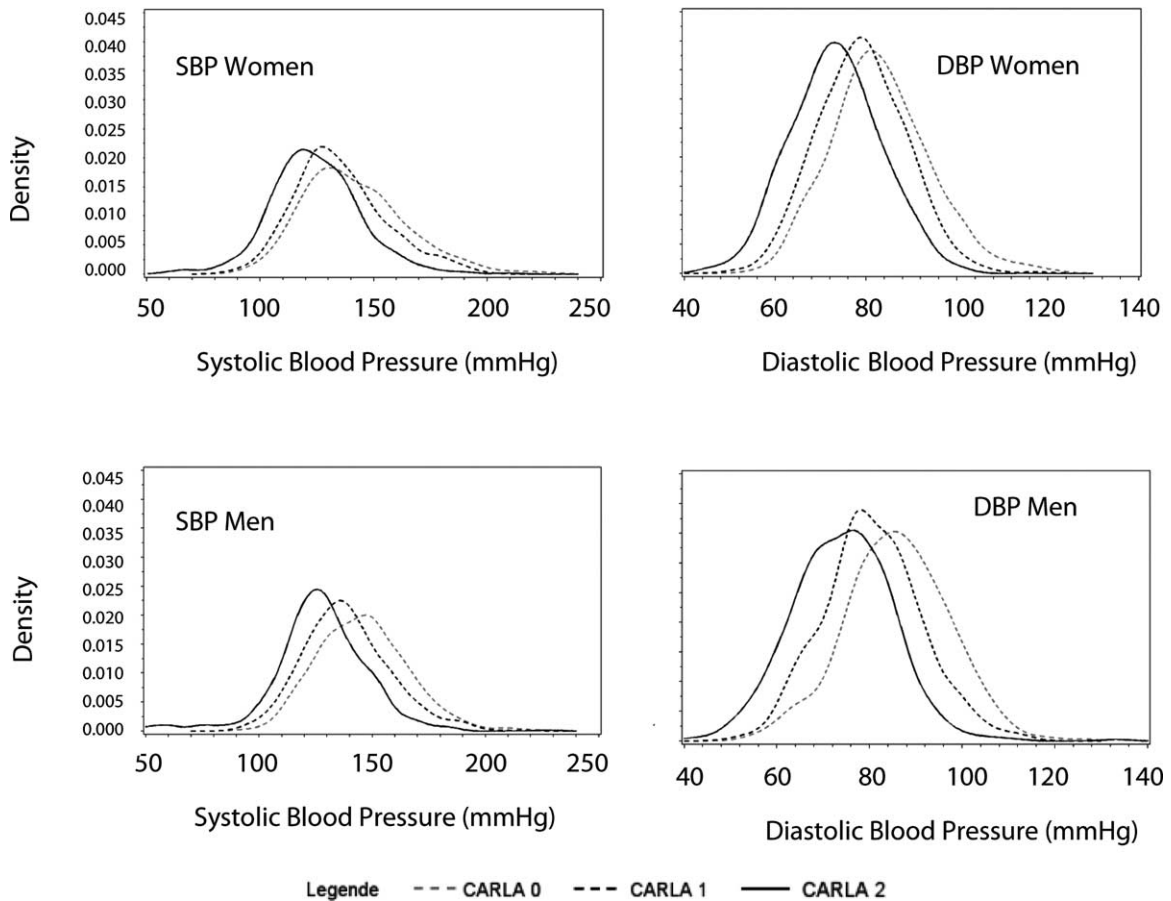 0.045
0.040
0.035
0.030
0.025
0.020
0.015
0.010
0.005
0.000
Density
SBP Women
50 100 150 200 250
Systolic Blood Pressure (mmHg)
DBP Women
40 60 80 100 120 140
Diastolic Blood Pressure (mmHg)
0.045
0.040
0.035
0.030
0.025
0.020
0.015
0.010
0.005
0.000
Density
SBP Men
50 100 150 200 250
Systolic Blood Pressure (mmHg)
DBP Men
40 60 80 100 120 140
Diastolic Blood Pressure (mmHg)
Legende CARLA 0 CARLA 1 CARLA 2